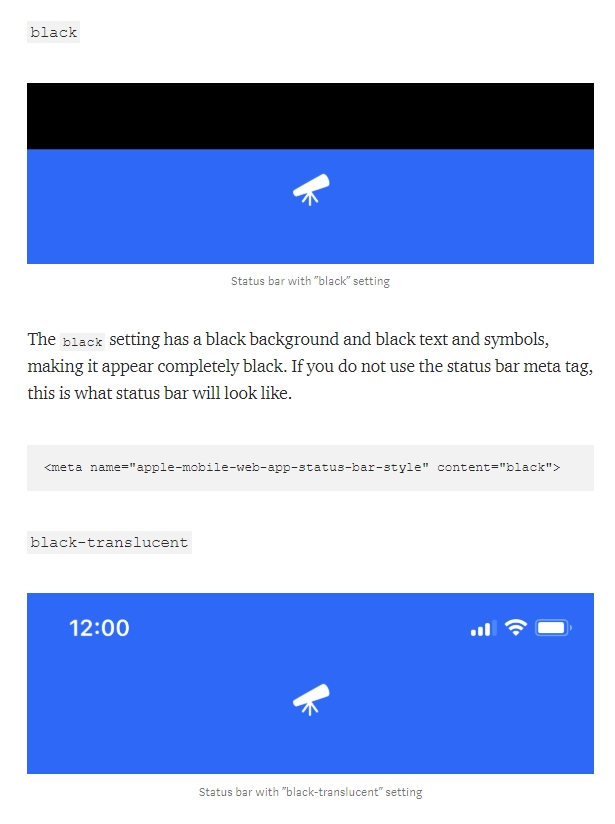 black
Status bar with "black" setting
The black setting has a black background and black text and symbols,
making it appear completely black. If you do not use the status bar meta tag,
this is what status bar will look like.
<meta name="apple-mobile-web-app-status-bar-style" content="black">
black-translucent
12:00
Status bar with "black-translucent" setting